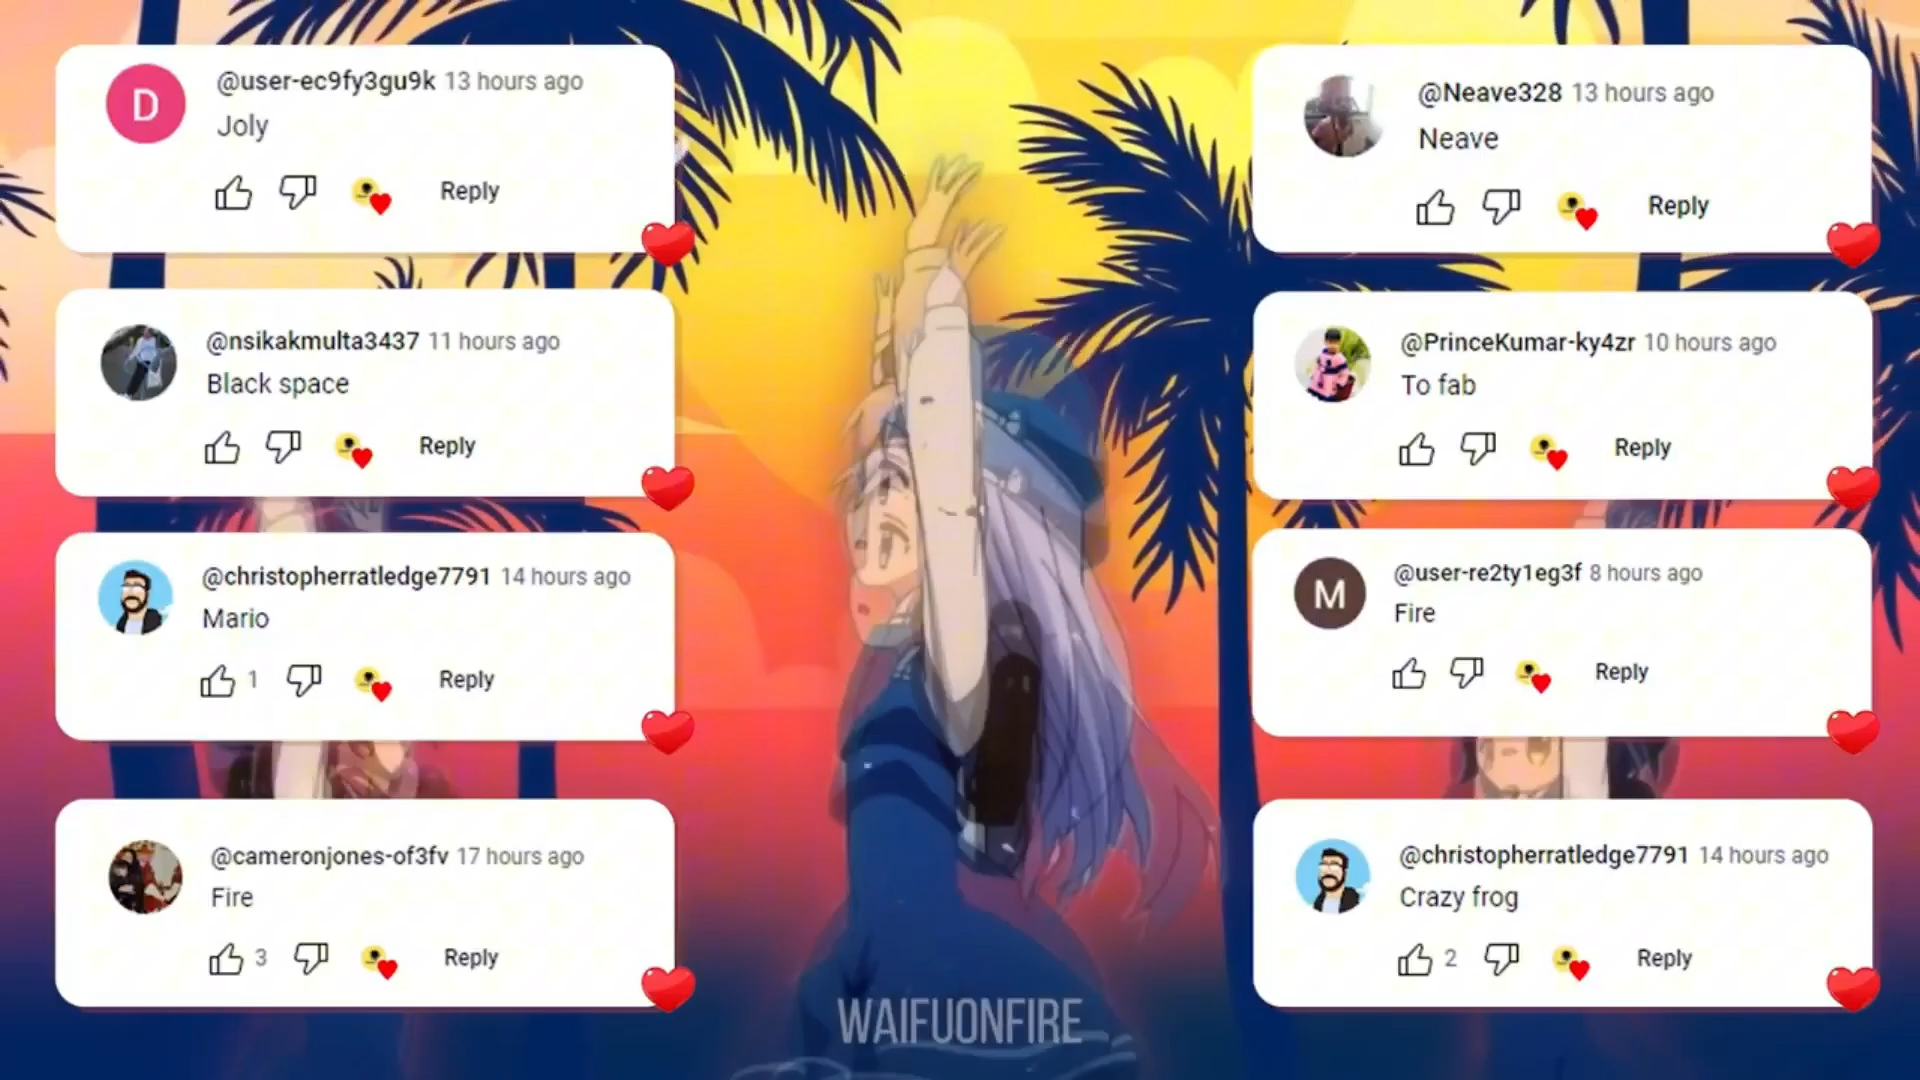 D
@user-ec9fy3gu9k 13 hours ago
Joly
Reply
@nsikakmulta3437 11 hours ago
Black space
Reply
@christopherratledge7791 14 hours ago
Mario
1 Reply
@cameronjones-of3fv 17 hours ago
Fire
3 Reply
@Neave328 13 hours ago
Neave
Reply
@PrinceKumar-ky4zr 10 hours ago
To fab
Reply
M
@user-re2ty1eg3f 8 hours ago
Fire
Reply
@christopherratledge7791 14 hours ago
Crazy frog
2 Reply
WAIFUONFIRE